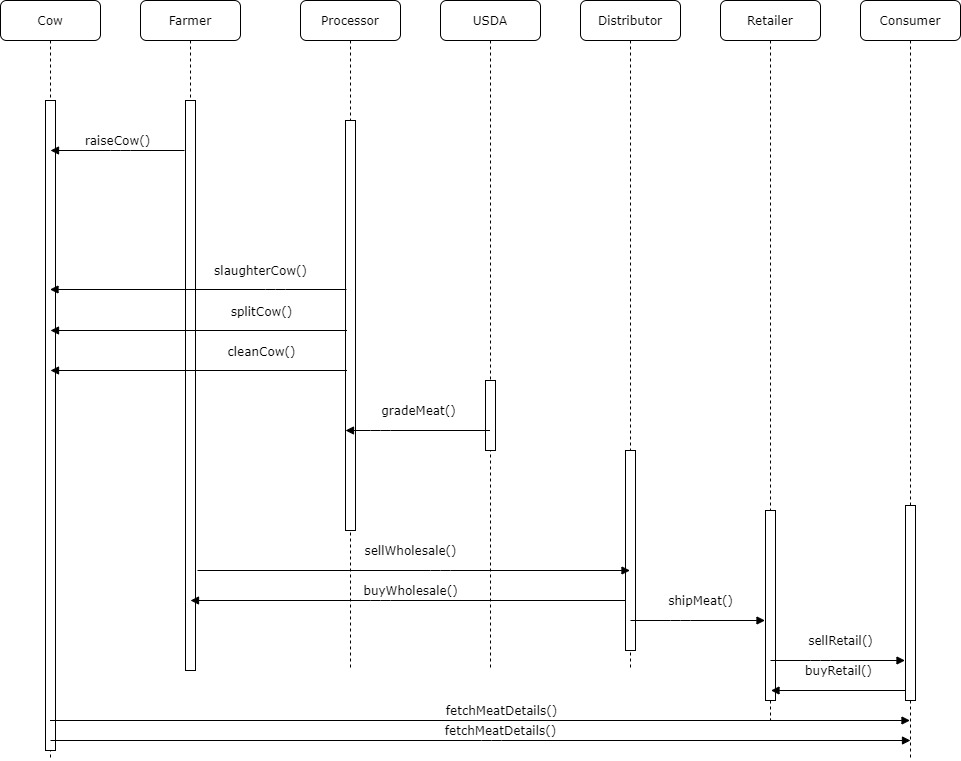 Cow
Farmer
Processor
USDA
Distributor
Retailer
Consumer
raiseCow()
slaughterCow()
splitCow()
cleanCow()
gradeMeat()
sellWholesale()
buyWholesale()
shipMeat()
sellRetail()
buyRetail()
fetchMeatDetails()
fetchMeatDetails()